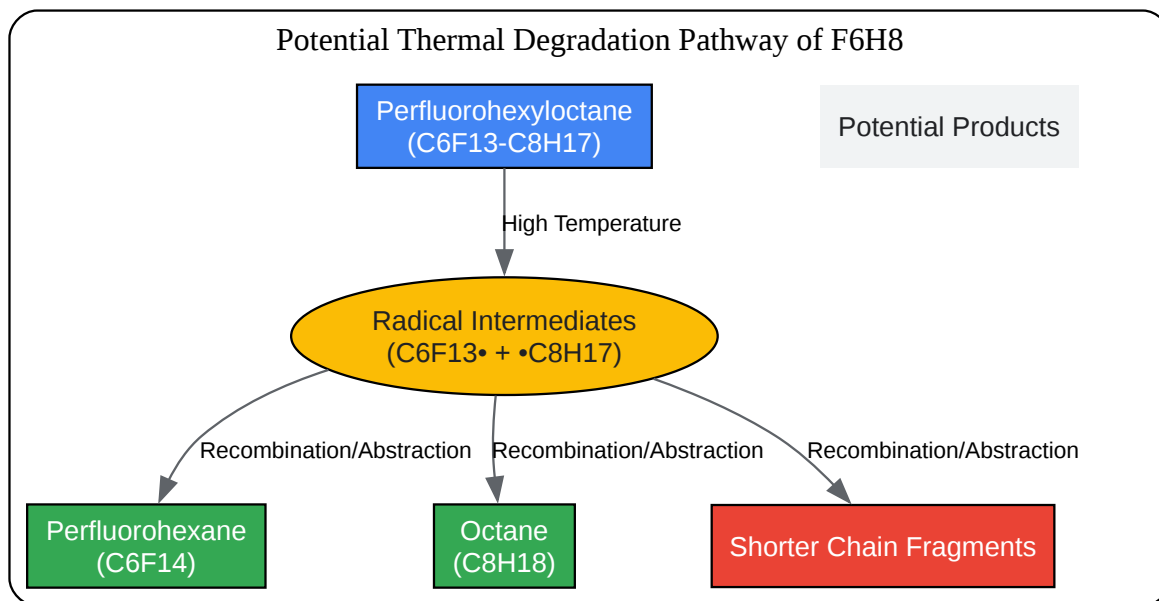 Potential Thermal Degradation Pathway of F6H8
Perfluorohexyloctane
(C6F13-C8H17)
Potential Products
High Temperature
Radical Intermediates
(C6F13• + •C8H17)
Recombination/Abstraction
Recombination/Abstraction
Recombination/Abstraction
Perfluorohexane
(C6F14)
Octane
(C8H18)
Shorter Chain Fragments